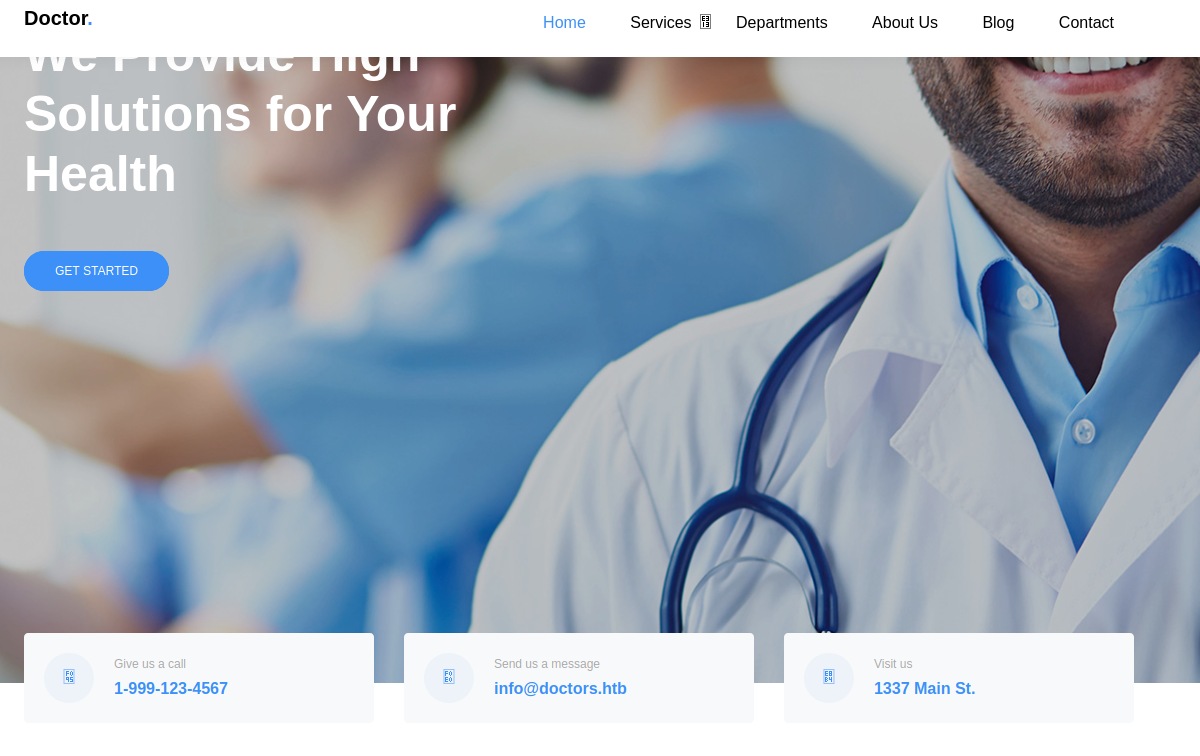 Doctor.
Home Services Departments About Us Blog Contact
We Provide High
Solutions for Your
Health
GET STARTED
Give us a call
1-999-123-4567
Send us a message
info@doctors.htb
Visit us
1337 Main St.